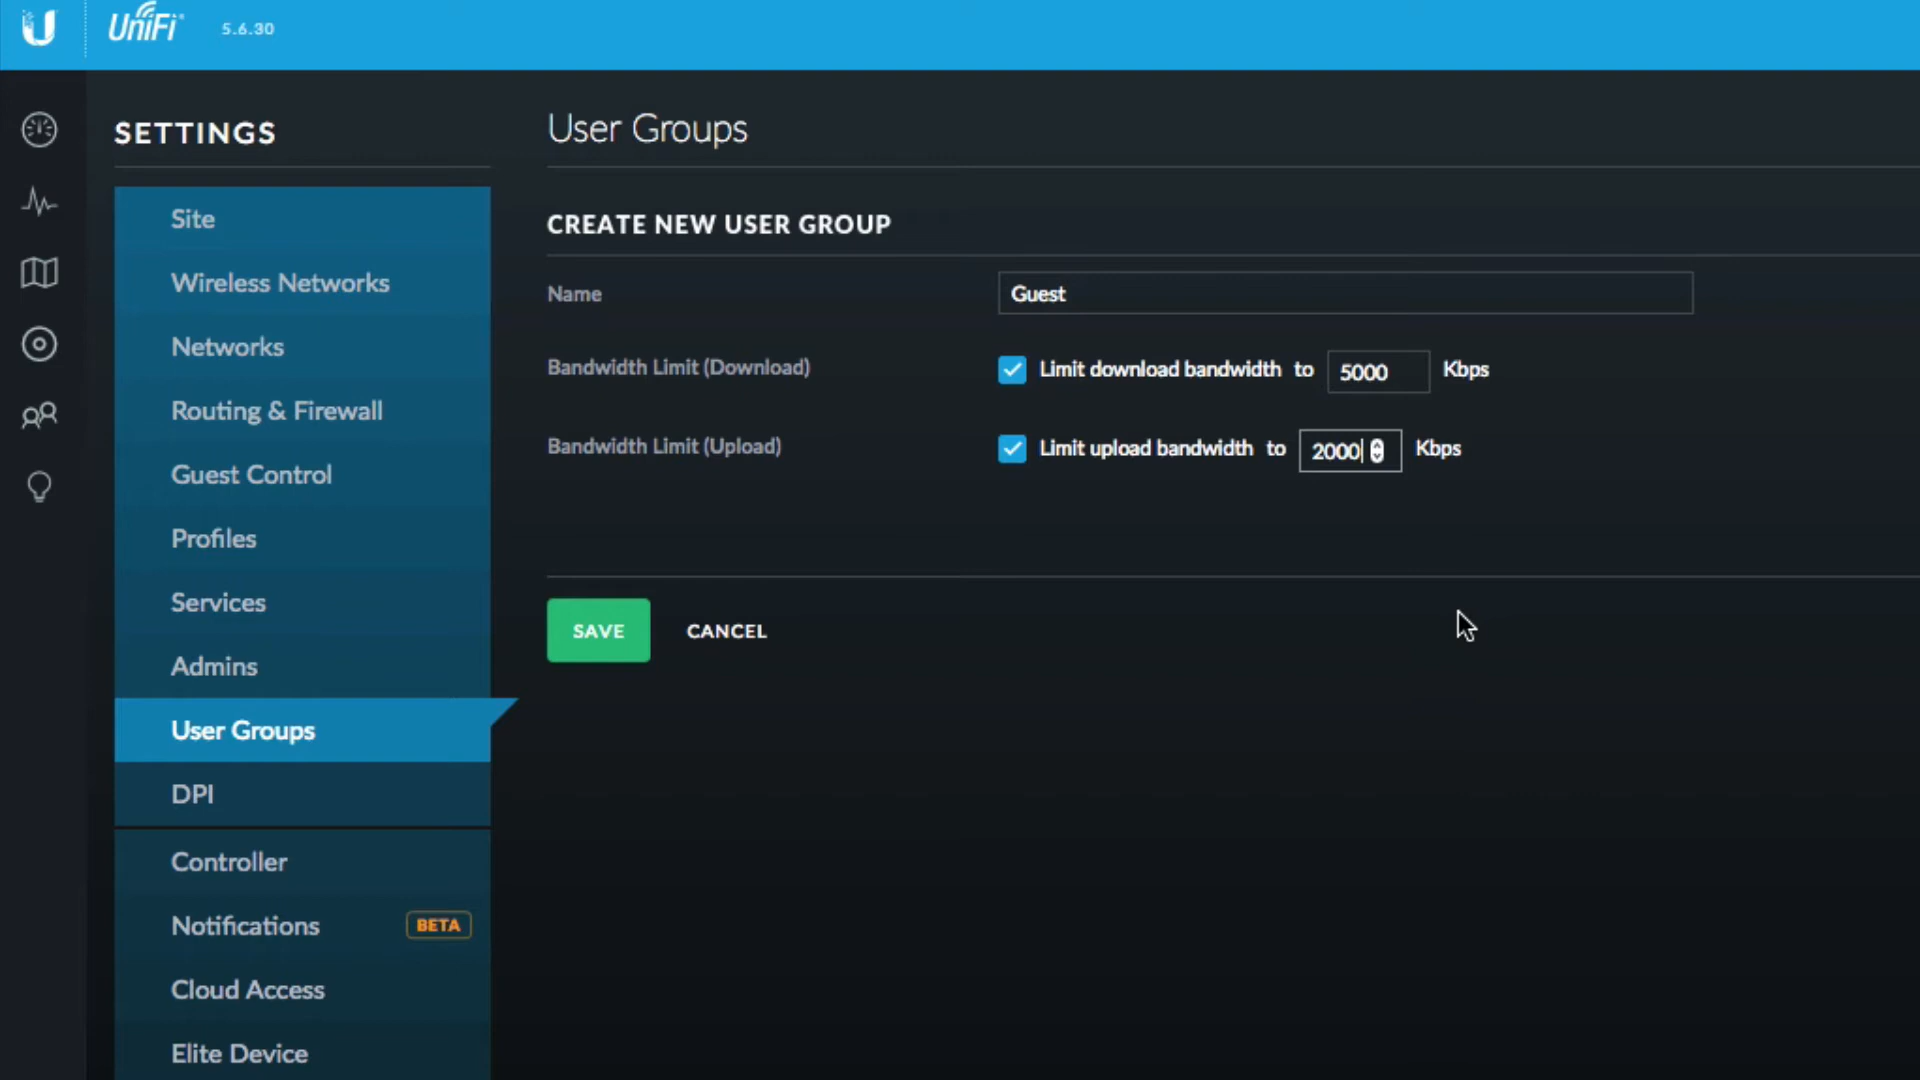 UniFi 5.6.30
SETTINGS
Site
Wireless Networks
Networks
Routing & Firewall
Guest Control
Profiles
Services
Admins
User Groups
DPI
Controller
Notifications BETA
Cloud Access
Elite Device
User Groups
CREATE NEW USER GROUP
Name Guest
Bandwidth Limit (Download) Limit download bandwidth to 5000 Kbps
Bandwidth Limit (Upload) Limit upload bandwidth to 2000 Kbps
SAVE CANCEL